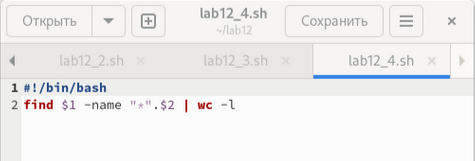 Открыть
lab12_4.sh
~/lab12
Сохранить
lab12_2.sh
lab12_3.sh
lab12_4.sh
1 #!/bin/bash
2 find $1 -name "*".$2 | wc -l